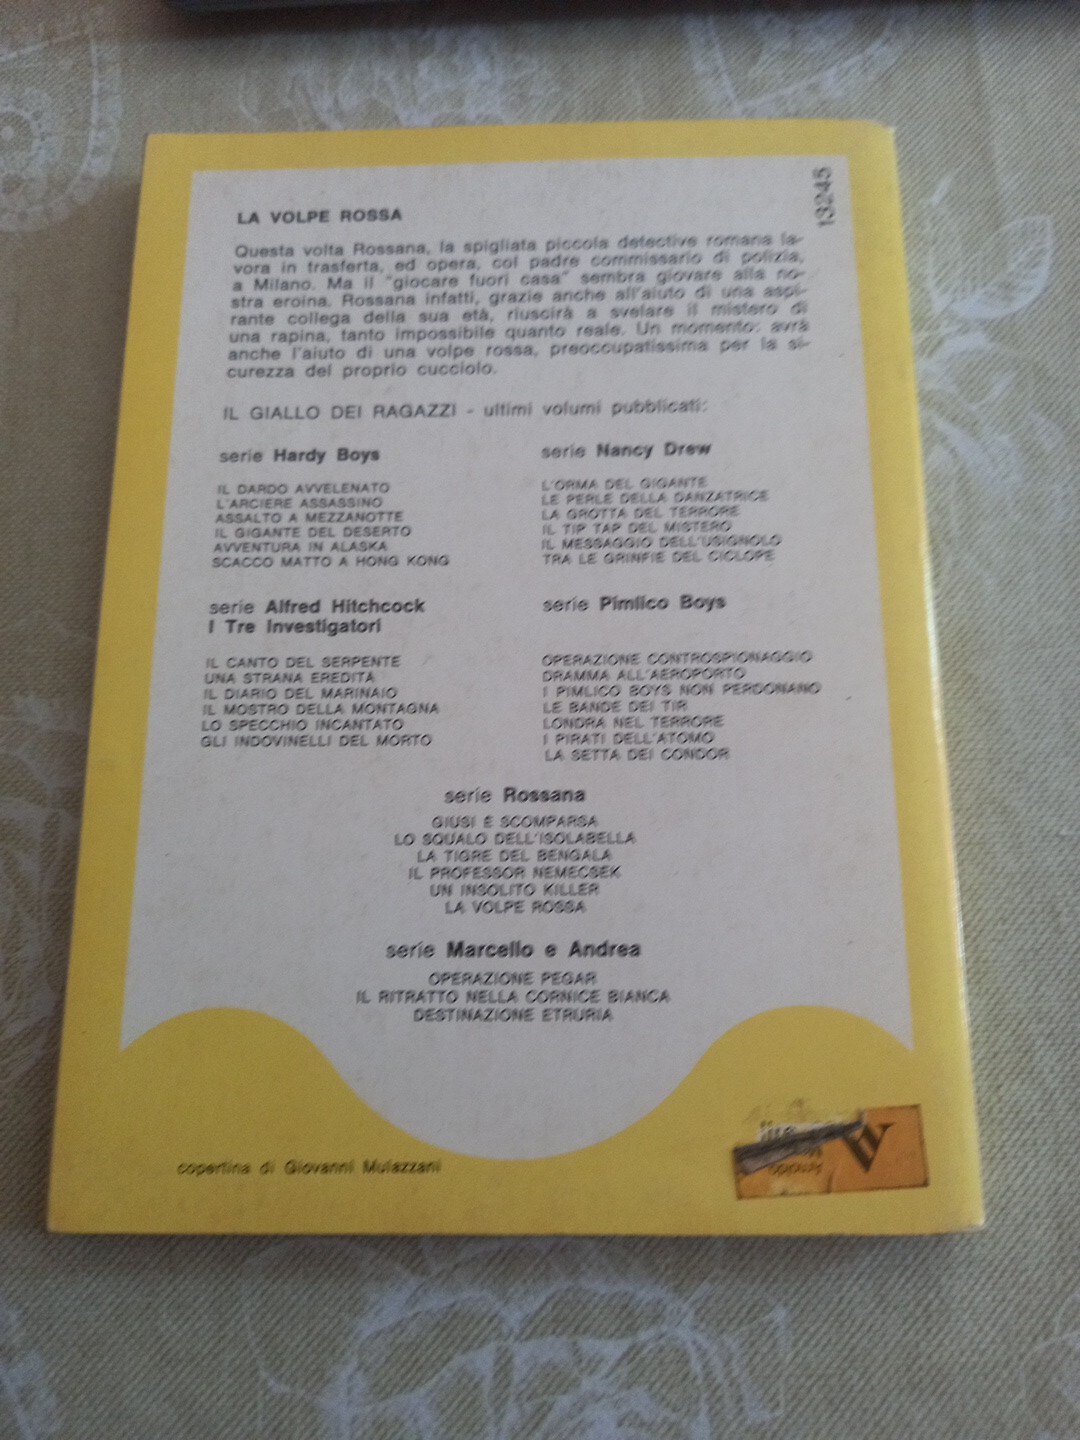 13245
LA VOLPE ROSSA
Questa volta Rossana, la spigliata piccola detective romana la-
vora in trasferta, ed opera, col padre commissario di polizia,
a Milano. Ma il "giocare fuori casa" sembra giovare alla no-
stra eroina. Rossana infatti, grazie anche all'aiuto di una aspi-
rante collega della sua età, riuscirà a svelare il mistero di
una rapina, tanto impossibile quanto reale. Un momento: avrà
anche l'aiuto di una volpe rossa, preoccupatissima per la si-
curezza del proprio cucciolo.
IL GIALLO DEI RAGAZZI - ultimi volumi pubblicati:
serie Hardy Boys
IL DARDO AVVELENATO
L'ARCIERE ASSASSINO
ASSALTO A MEZZANOTTE
IL GIGANTE DEL DESERTO
AVVENTURA IN ALASKA
SCACCO MATTO A HONG KONG
serie Nancy Drew
L'ORMA DEL GIGANTE
LE PERLE DELLA DANZATRICE
LA GROTTA DEL TERRORE
IL TIP TAP DEL MISTERO
IL MESSAGGIO DELL'USIGNOLO
TRA LE GRINFIE DEL CICLOPE
serie Alfred Hitchcock
I Tre Investigatori
IL CANTO DEL SERPENTE
UNA STRANA EREDITÀ
IL DIARIO DEL MARINAIO
IL MOSTRO DELLA MONTAGNA
LO SPECCHIO INCANTATO
GLI INDOVINELLI DEL MORTO
serie Pimlico Boys
OPERAZIONE CONTROSPIONAGGIO
DRAMMA ALL'AEROPORTO
I PIMLICO BOYS NON PERDONANO
LE BANDE DEI TIR
LONDRA NEL TERRORE
I PIRATI DELL'ATOMO
LA SETTA DEI CONDOR
serie Rossana
GIUSI È SCOMPARSA
LO SQUALO DELL'ISOLABELLA
LA TIGRE DEL BENGALA
IL PROFESSOR NEMECSEK
UN INSOLITO KILLER
LA VOLPE ROSSA
serie Marcello e Andrea
OPERAZIONE PEGAR
IL RITRATTO NELLA CORNICE BIANCA
DESTINAZIONE ETRURIA
copertina di Giovanni Mulazzani
Arnoldo